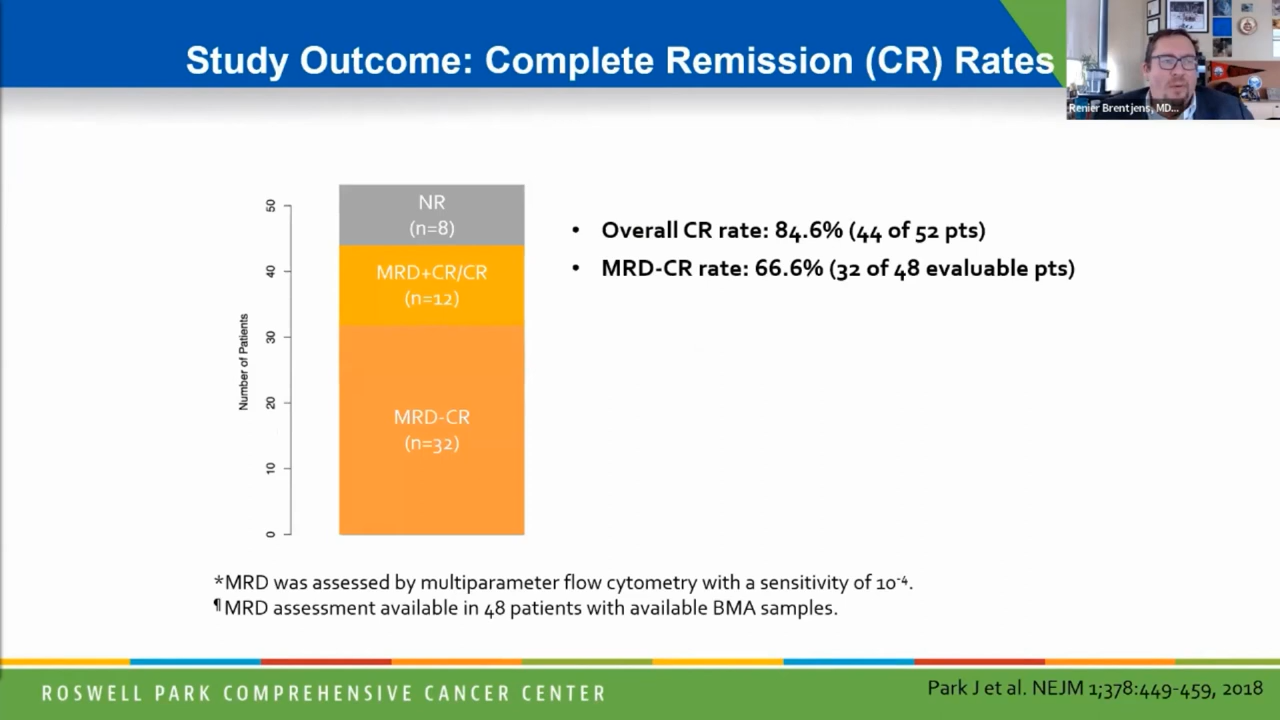 Study Outcome: Complete Remission (CR) Rates
Renier Brentjens, MD...
50
40
30
20
10
0
Number of Patients
NR
(n=8)
MRD+CR/CR
(n=12)
MRD-CR
(n=32)
• Overall CR rate: 84.6% (44 of 52 pts)
• MRD-CR rate: 66.6% (32 of 48 evaluable pts)
*MRD was assessed by multiparameter flow cytometry with a sensitivity of 10⁻⁴.
¶MRD assessment available in 48 patients with available BMA samples.
ROSWELL PARK COMPREHENSIVE CANCER CENTER
Park J et al. NEJM 1;378:449-459, 2018